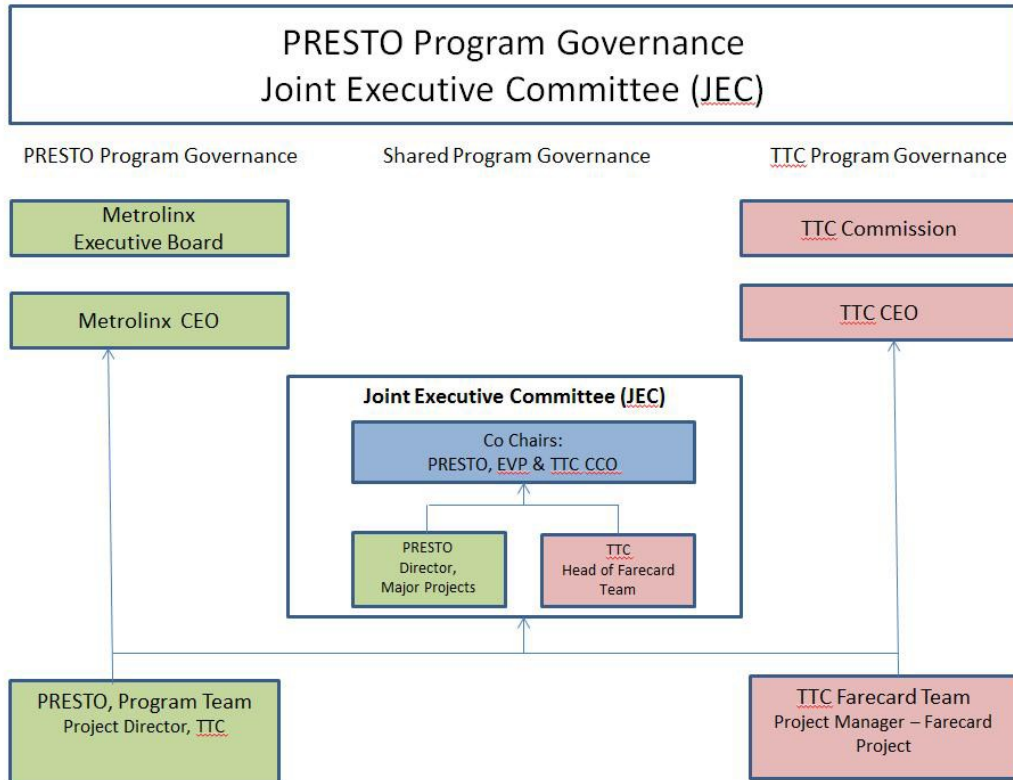 PRESTO Program Governance
Joint Executive Committee (JEC)
PRESTO Program Governance
Shared Program Governance
TTC Program Governance
Metrolinx
Executive Board
TTC Commission
Metrolinx CEO
TTC CEO
Joint Executive Committee (JEC)
Co Chairs:
PRESTO, EVP & TTC CCO
PRESTO
Director,
Major Projects
TTC
Head of Farecard
Team
PRESTO, Program Team
Project Director, TTC
TTC Farecard Team
Project Manager – Farecard
Project